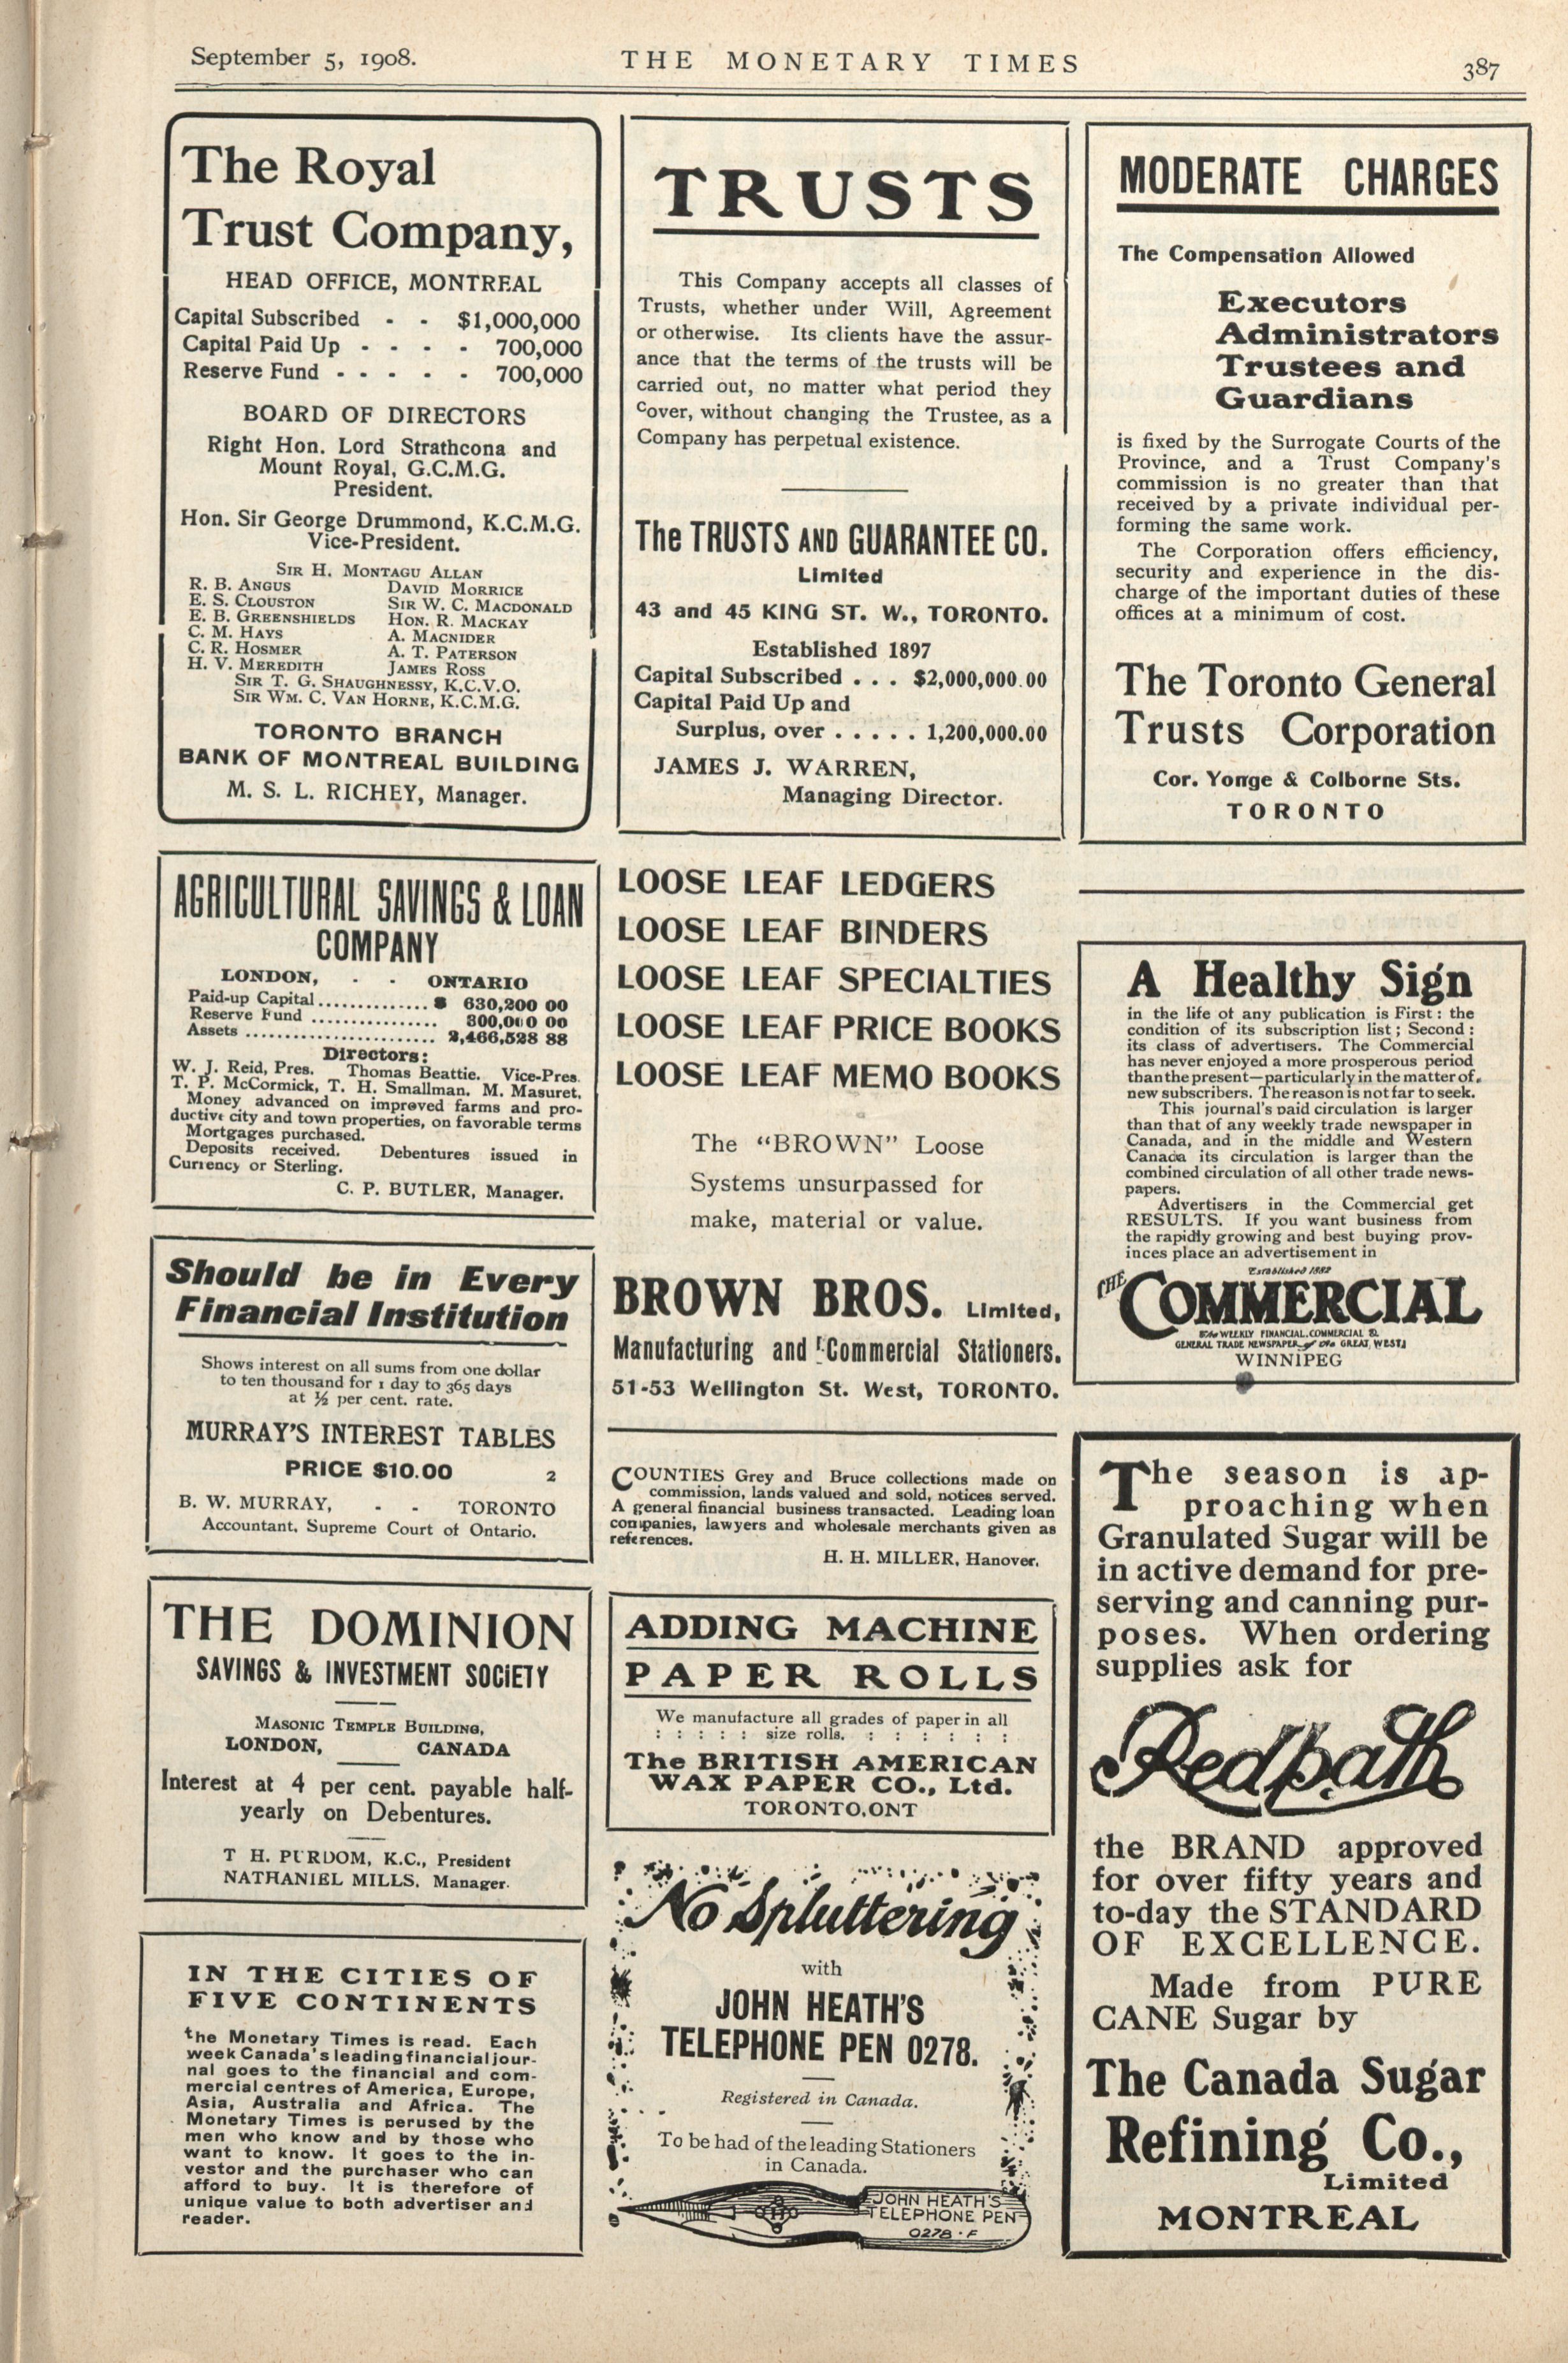 September 5, 1908.
THE MONETARY TIMES
387
The Royal
Trust Company,
HEAD OFFICE, MONTREAL
Capital Subscribed - - $1,000,000
Capital Paid Up - - - - 700,000
Reserve Fund - - - - - 700,000
BOARD OF DIRECTORS
Right Hon. Lord Strathcona and
Mount Royal, G.C.M.G.
President.
Hon. Sir George Drummond, K.C.M.G.
Vice-President.
SIR H. MONTAGU ALLAN
R. B. ANGUS DAVID MORRICE
E. S. CLOUSTON SIR W. C. MACDONALD
E. B. GREENSHIELDS HON. R. MACKAY
C. M. HAYS A. MACNIDER
C. R. HOSMER A. T. PATERSON
H. V. MEREDITH JAMES ROSS
SIR T. G. SHAUGHNESSY, K.C.V.O.
SIR WM. C. VAN HORNE, K.C.M.G.
TORONTO BRANCH
BANK OF MONTREAL BUILDING
M. S. L. RICHEY, Manager.
AGRICULTURAL SAVINGS & LOAN
COMPANY
LONDON, - - ONTARIO
Paid-up Capital.............. $ 630,200 00
Reserve Fund ................ 300,000 00
Assets ........................ 2,466,528 88
Directors:
W. J. Reid, Pres. Thomas Beattie. Vice-Pres.
T. P. McCormick, T. H. Smallman. M. Masuret.
Money advanced on improved farms and pro-
ductive city and town properties, on favorable terms
Mortgages purchased.
Deposits received. Debentures issued in
Currency or Sterling.
C. P. BUTLER, Manager.
Should be in Every
Financial Institution
Shows interest on all sums from one dollar
to ten thousand for 1 day to 365 days
at ½ per cent. rate.
MURRAY'S INTEREST TABLES
PRICE $10.00 2
B. W. MURRAY, - - TORONTO
Accountant, Supreme Court of Ontario.
THE DOMINION
SAVINGS & INVESTMENT SOCIETY
MASONIC TEMPLE BUILDING,
LONDON, CANADA
Interest at 4 per cent. payable half-
yearly on Debentures.
T H. PURDOM, K.C., President
NATHANIEL MILLS, Manager.
IN THE CITIES OF
FIVE CONTINENTS
the Monetary Times is read. Each
week Canada's leading financial jour-
nal goes to the financial and com-
mercial centres of America, Europe,
Asia, Australia and Africa. The
Monetary Times is perused by the
men who know and by those who
want to know. It goes to the in-
vestor and the purchaser who can
afford to buy. It is therefore of
unique value to both advertiser and
reader.
TRUSTS
This Company accepts all classes of
Trusts, whether under Will, Agreement
or otherwise. Its clients have the assur-
ance that the terms of the trusts will be
carried out, no matter what period they
cover, without changing the Trustee, as a
Company has perpetual existence.
The TRUSTS AND GUARANTEE CO.
Limited
43 and 45 KING ST. W., TORONTO.
Established 1897
Capital Subscribed . . . $2,000,000.00
Capital Paid Up and
Surplus, over . . . . . 1,200,000.00
JAMES J. WARREN,
Managing Director.
LOOSE LEAF LEDGERS
LOOSE LEAF BINDERS
LOOSE LEAF SPECIALTIES
LOOSE LEAF PRICE BOOKS
LOOSE LEAF MEMO BOOKS
The "BROWN" Loose
Systems unsurpassed for
make, material or value.
BROWN BROS. Limited,
Manufacturing and Commercial Stationers.
51-53 Wellington St. West, TORONTO.
COUNTIES Grey and Bruce collections made on
commission, lands valued and sold, notices served.
A general financial business transacted. Leading loan
companies, lawyers and wholesale merchants given as
references.
H. H. MILLER, Hanover.
ADDING MACHINE
PAPER ROLLS
We manufacture all grades of paper in all
: : : : : size rolls. : : : : : : :
The BRITISH AMERICAN
WAX PAPER CO., Ltd.
TORONTO, ONT
No Spluttering
with
JOHN HEATH'S
TELEPHONE PEN 0278.
Registered in Canada.
To be had of the leading Stationers
in Canada.
JOHN HEATH'S
TELEPHONE PEN
0278 · F
MODERATE CHARGES
The Compensation Allowed
Executors
Administrators
Trustees and
Guardians
is fixed by the Surrogate Courts of the
Province, and a Trust Company's
commission is no greater than that
received by a private individual per-
forming the same work.
The Corporation offers efficiency,
security and experience in the dis-
charge of the important duties of these
offices at a minimum of cost.
The Toronto General
Trusts Corporation
Cor. Yonge & Colborne Sts.
TORONTO
A Healthy Sign
in the life of any publication is First: the
condition of its subscription list; Second:
its class of advertisers. The Commercial
has never enjoyed a more prosperous period
than the present—particularly in the matter of
new subscribers. The reason is not far to seek.
This journal's paid circulation is larger
than that of any weekly trade newspaper in
Canada, and in the middle and Western
Canada its circulation is larger than the
combined circulation of all other trade news-
papers.
Advertisers in the Commercial get
RESULTS. If you want business from
the rapidly growing and best buying prov-
inces place an advertisement in
Established 1882
THE COMMERCIAL
The WEEKLY FINANCIAL, COMMERCIAL &
GENERAL TRADE NEWSPAPER of the GREAT WEST
WINNIPEG
The season is ap-
proaching when
Granulated Sugar will be
in active demand for pre-
serving and canning pur-
poses. When ordering
supplies ask for
Redpath
the BRAND approved
for over fifty years and
to-day the STANDARD
OF EXCELLENCE.
Made from PURE
CANE Sugar by
The Canada Sugar
Refining Co.,
Limited
MONTREAL